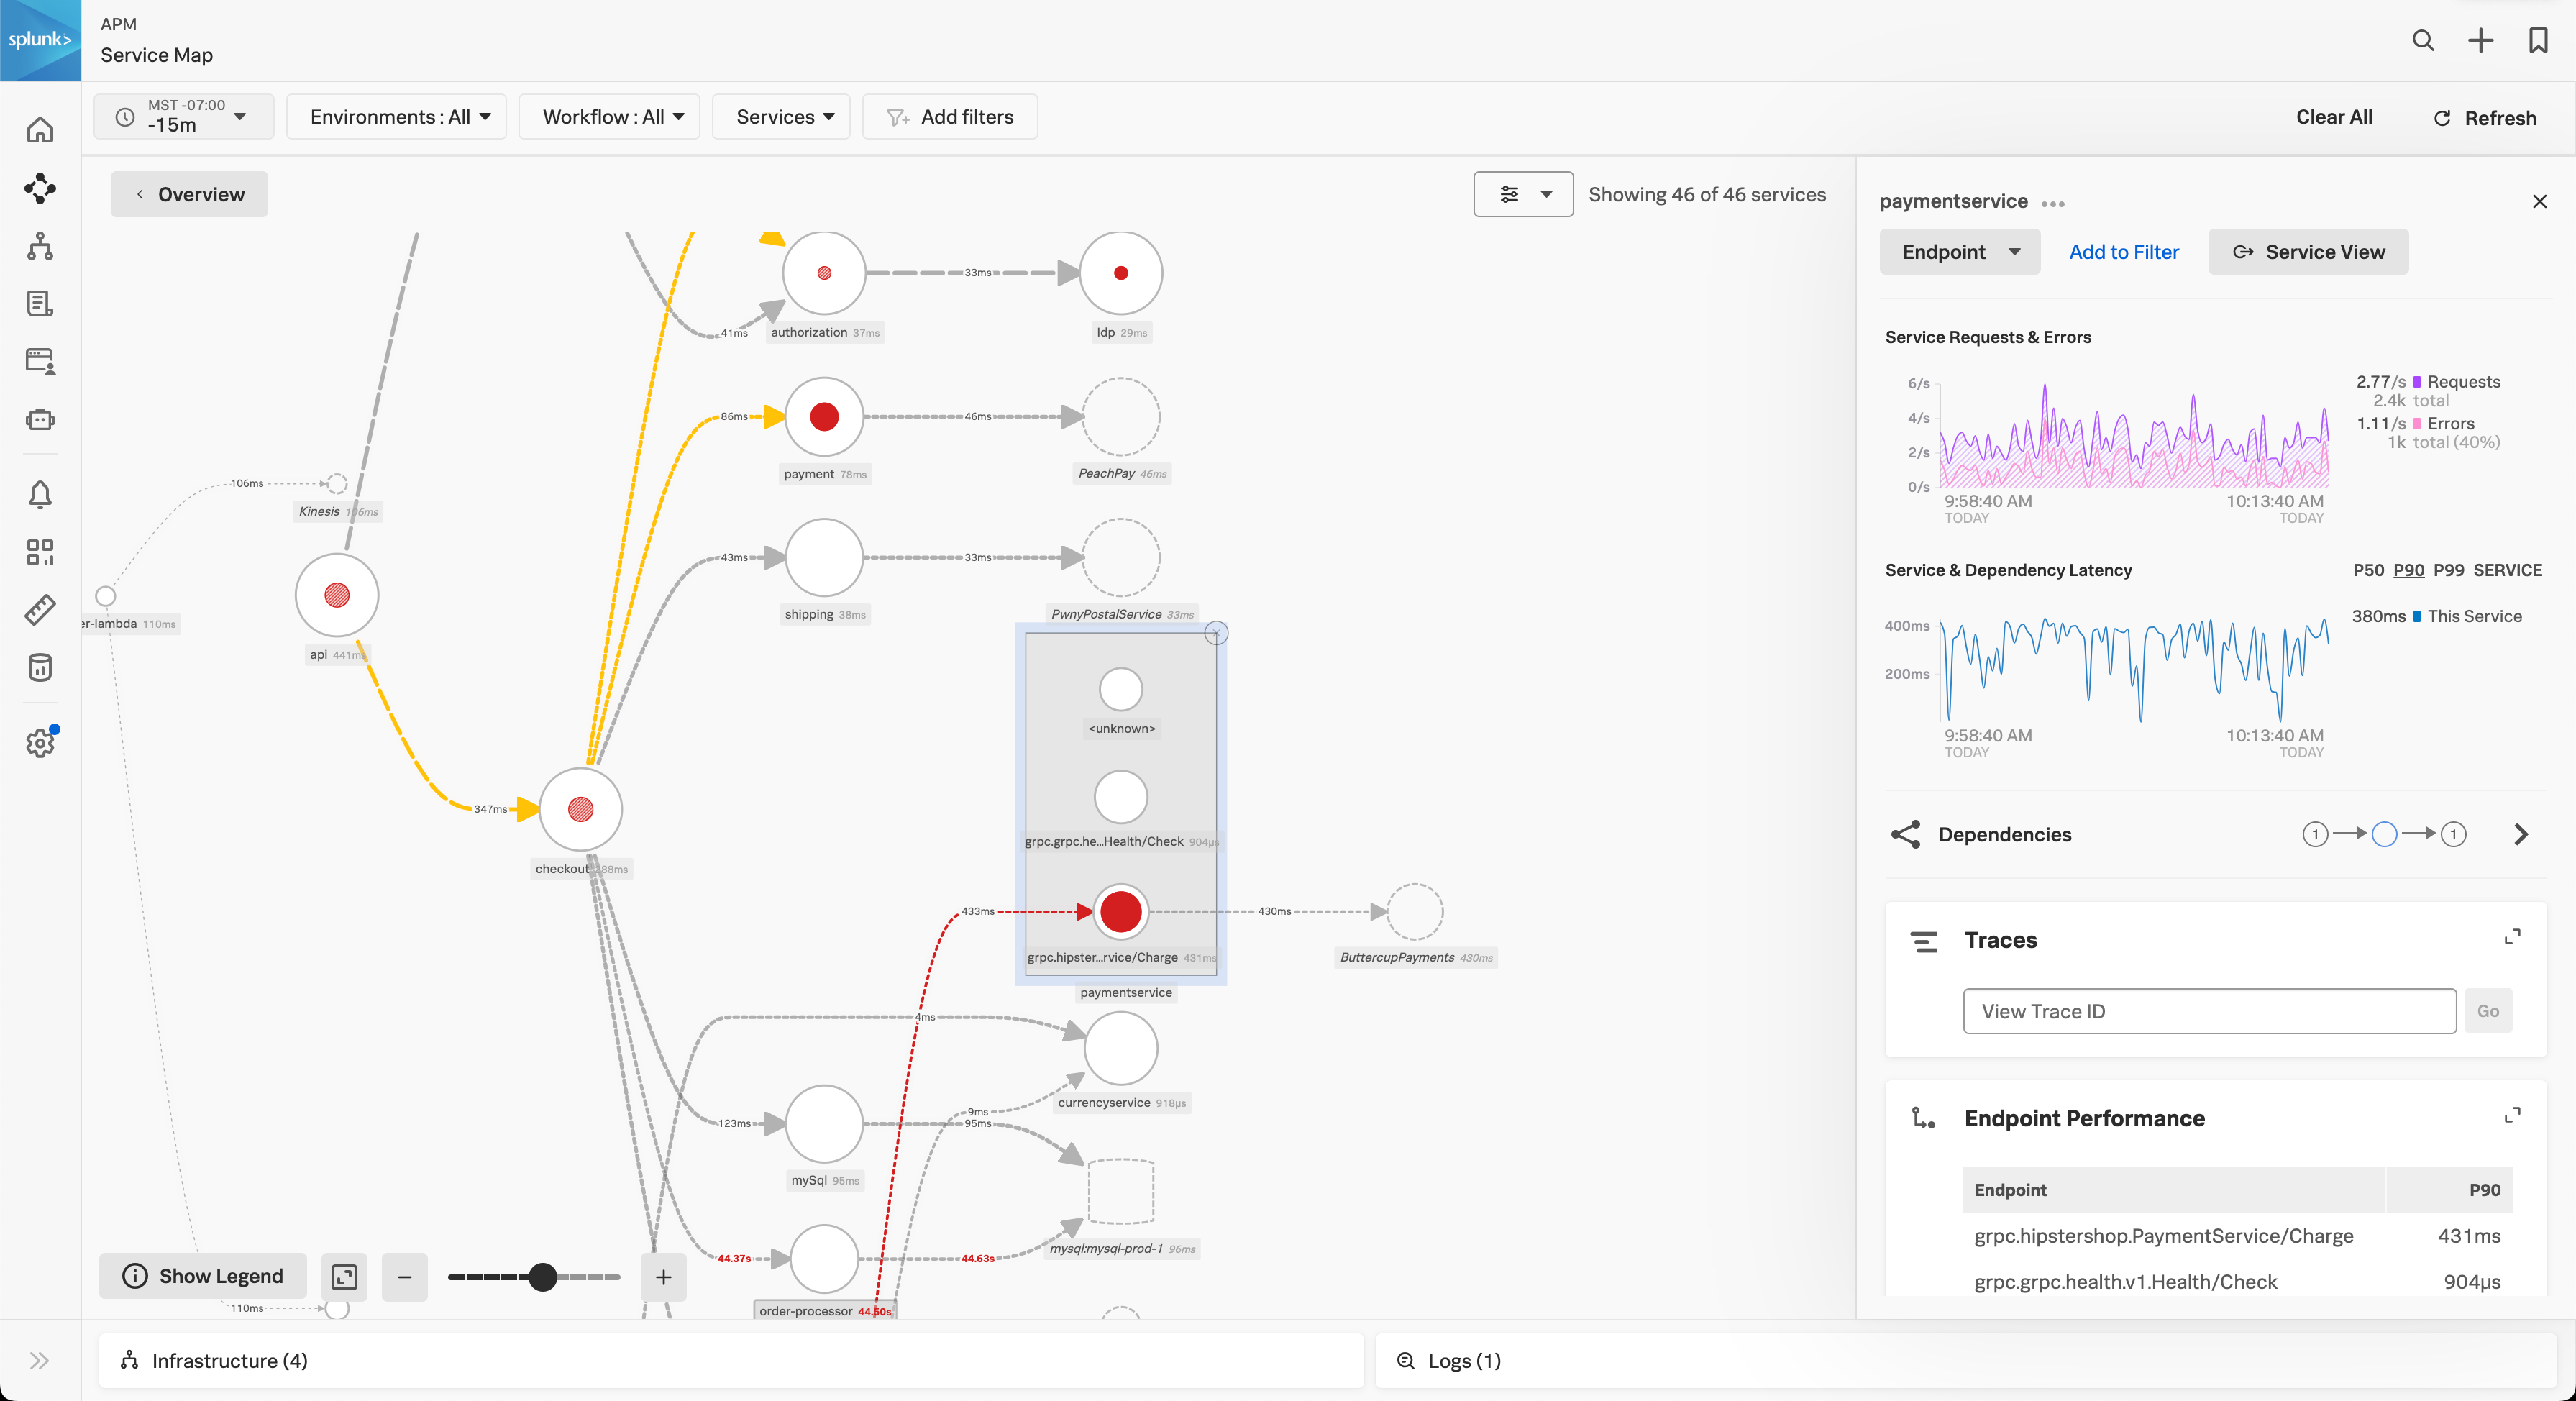 splunk>
APM
Service Map
MST -07:00
-15m
Environments : All
Workflow : All
Services
Add filters
Clear All
Refresh
Overview
Showing 46 of 46 services
33ms
41ms
authorization 37ms
ldp 29ms
86ms
46ms
payment 78ms
PeachPay 46ms
106ms
Kinesis 106ms
43ms
33ms
shipping 38ms
PwnyPostalService 33ms
er-lambda 110ms
api 441ms
<unknown>
347ms
grpc.grpc.he...Health/Check 904µs
checkout 288ms
433ms
430ms
grpc.hipster...rvice/Charge 431ms
ButtercupPayments 430ms
paymentservice
4ms
currencyservice 918µs
9ms
123ms
95ms
mySql 95ms
44.37s
44.63s
mysql:mysql-prod-1 96ms
order-processor 44.50s
110ms
Show Legend
paymentservice
Endpoint
Add to Filter
Service View
Service Requests & Errors
6/s
4/s
2/s
0/s
9:58:40 AM
TODAY
10:13:40 AM
TODAY
2.77/s Requests
2.4k total
1.11/s Errors
1k total (40%)
Service & Dependency Latency
P50 P90 P99 SERVICE
400ms
200ms
380ms This Service
9:58:40 AM
TODAY
10:13:40 AM
TODAY
Dependencies
1
1
Traces
View Trace ID
Go
Endpoint Performance
Endpoint P90
grpc.hipstershop.PaymentService/Charge 431ms
grpc.grpc.health.v1.Health/Check 904µs
Infrastructure (4)
Logs (1)